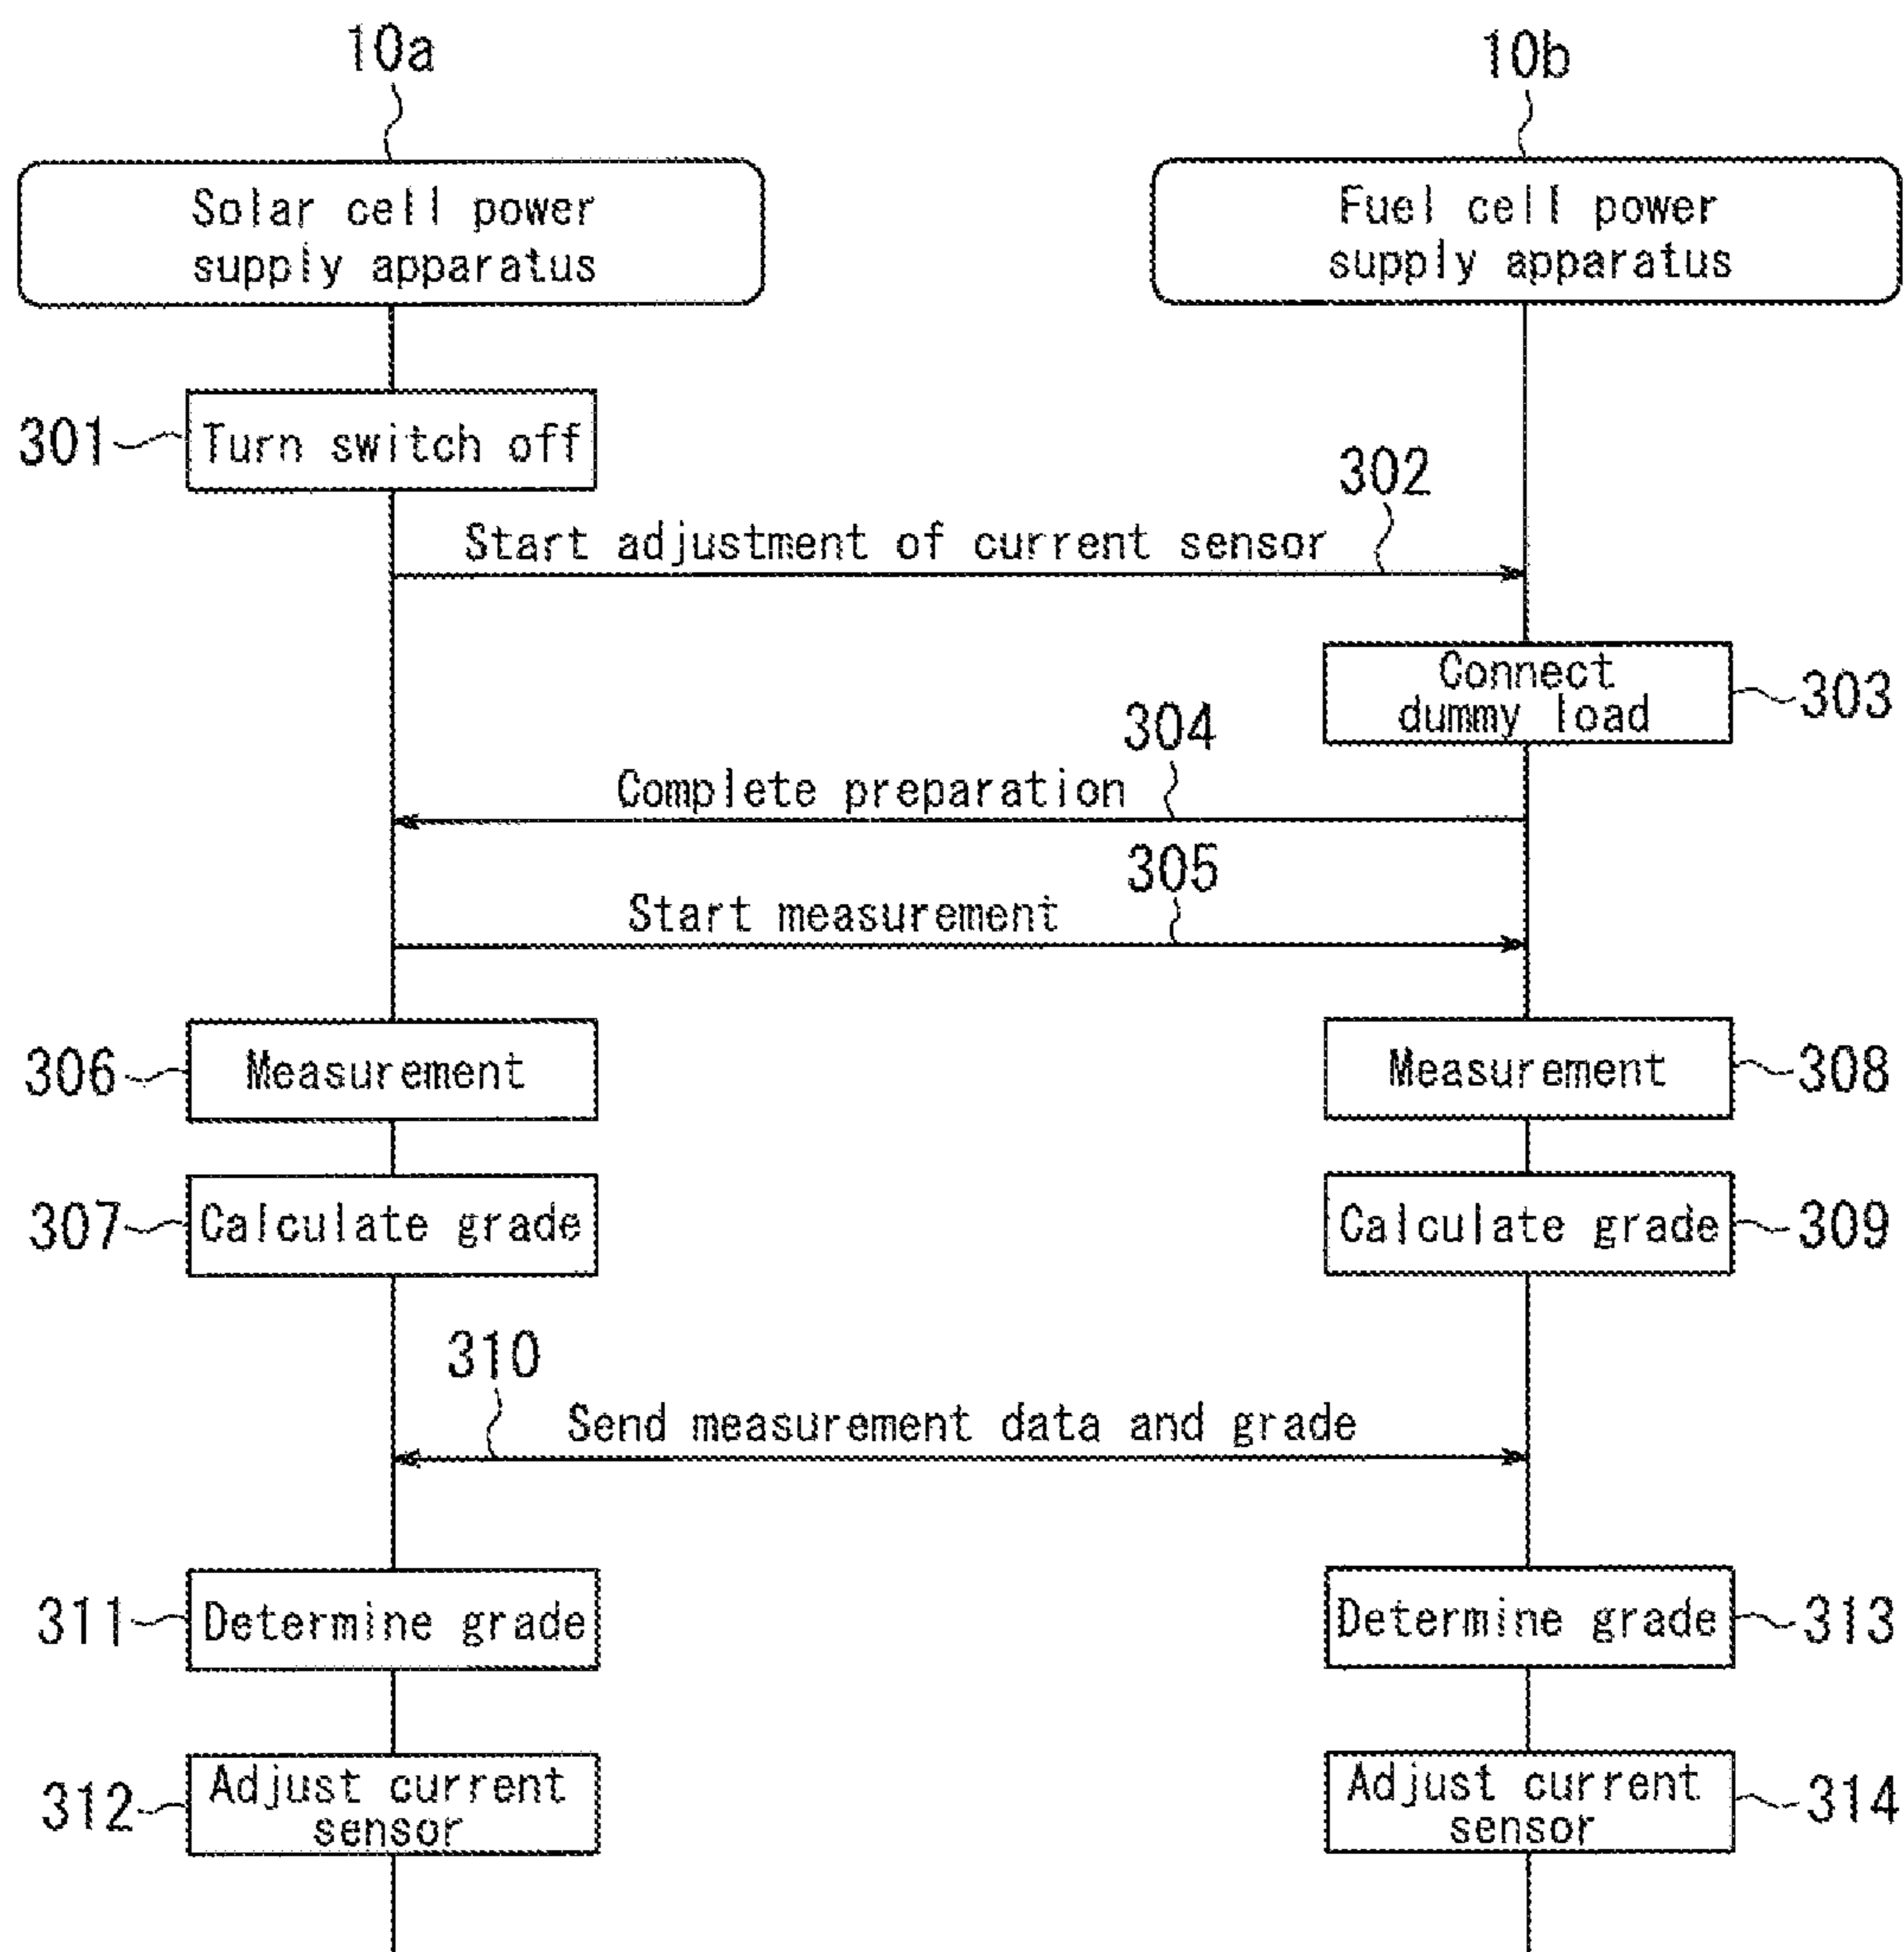 10a
10b
Solar cell power
supply apparatus
Fuel cell power
supply apparatus
301
Turn switch off
302
Start adjustment of current sensor
Connect
dummy load
303
304
Complete preparation
305
Start measurement
306
Measurement
Measurement
308
307
Calculate grade
Calculate grade
309
310
Send measurement data and grade
311
Determine grade
Determine grade
313
312
Adjust current
sensor
Adjust current
sensor
314